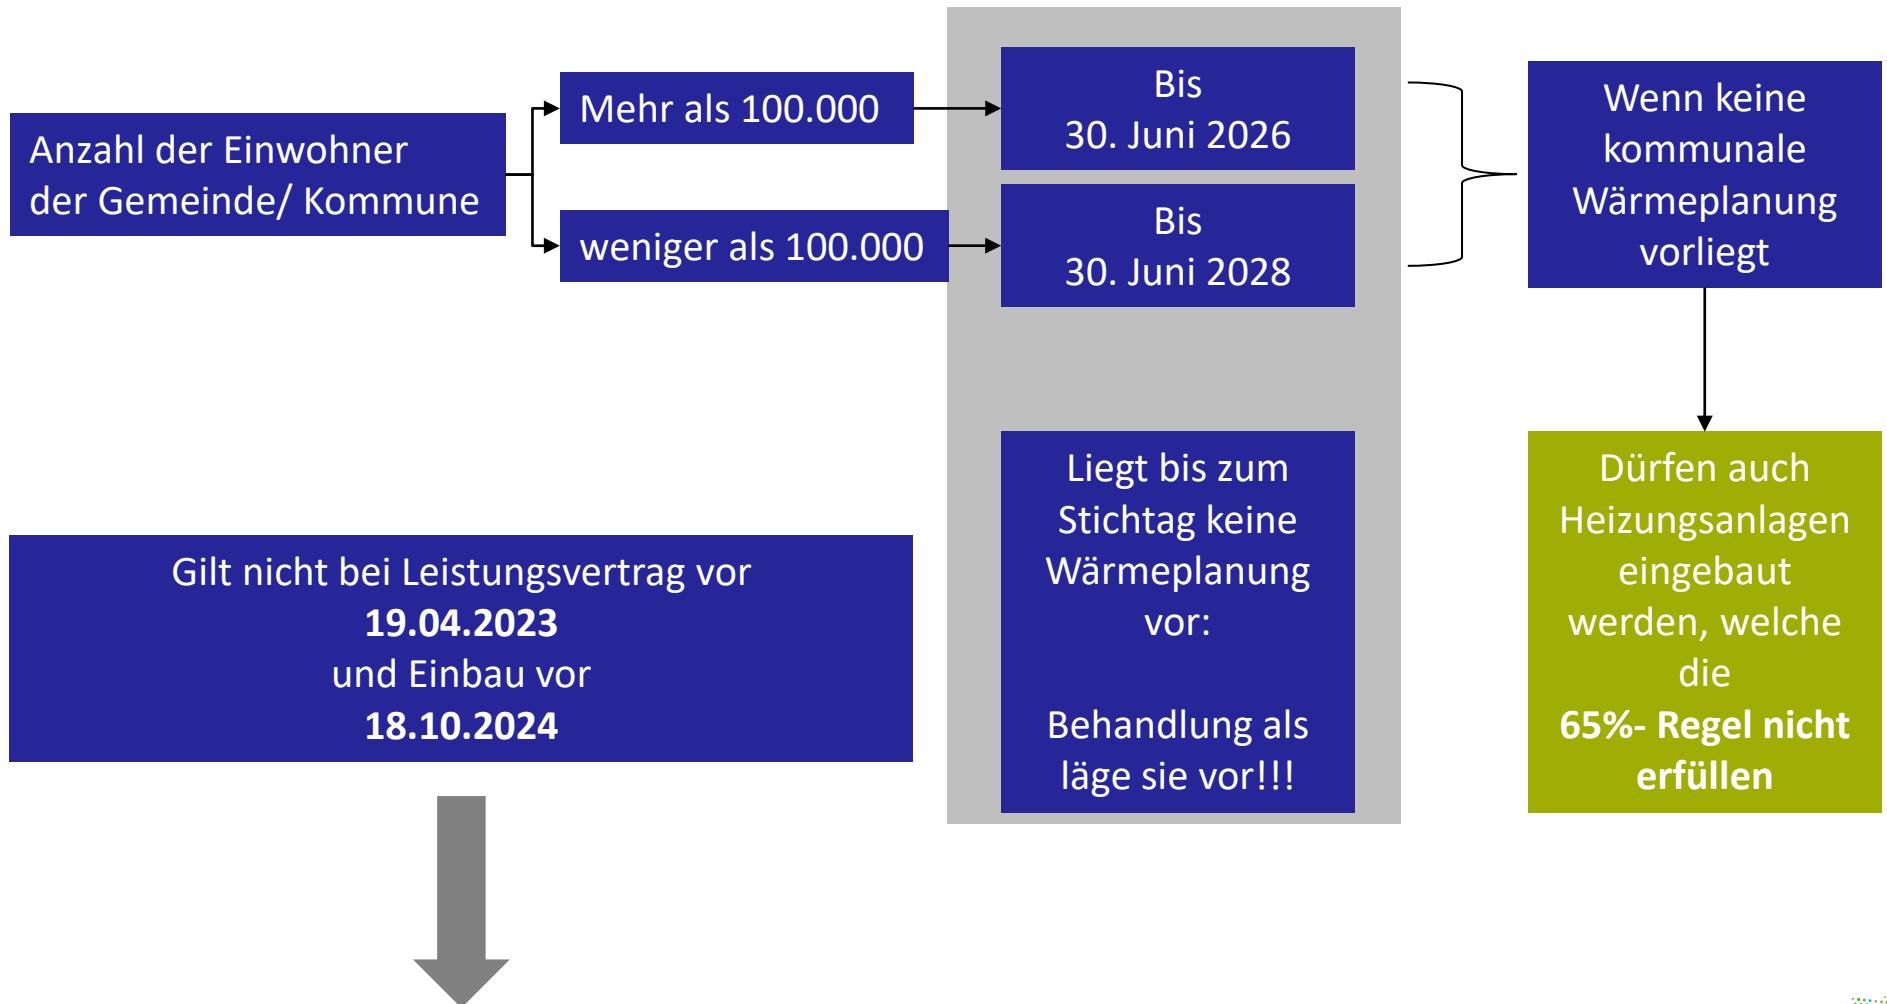 Anzahl der Einwohner
der Gemeinde/ Kommune
Mehr als 100.000
weniger als 100.000
Bis
30. Juni 2026
Bis
30. Juni 2028
Wenn keine
kommunale
Wärmeplanung
vorliegt
Gilt nicht bei Leistungsvertrag vor
19.04.2023
und Einbau vor
18.10.2024
Liegt bis zum
Stichtag keine
Wärmeplanung
vor:
Behandlung als
läge sie vor!!!
Dürfen auch
Heizungsanlagen
eingebaut
werden, welche
die
65%- Regel nicht
erfüllen